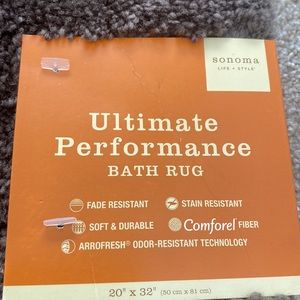 sonoma
LIFE + STYLE®
Ultimate
Performance
BATH RUG
FADE RESISTANT
STAIN RESISTANT
SOFT & DURABLE
Comforel® FIBER
ARROFRESH® ODOR-RESISTANT TECHNOLOGY
20" x 32" (50 cm x 81 cm)